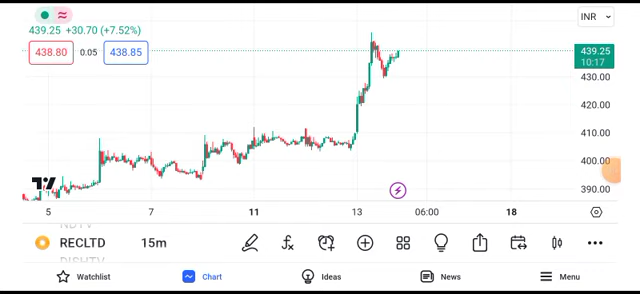 INR
439.25 +30.70 (+7.52%)
438.80 0.05 438.85
439.25
10:17
430.00
420.00
410.00
400.00
390.00
5 7 11 13 06:00 18
NDTV
RECLTD 15m
DISHTV
Watchlist Chart Ideas News Menu